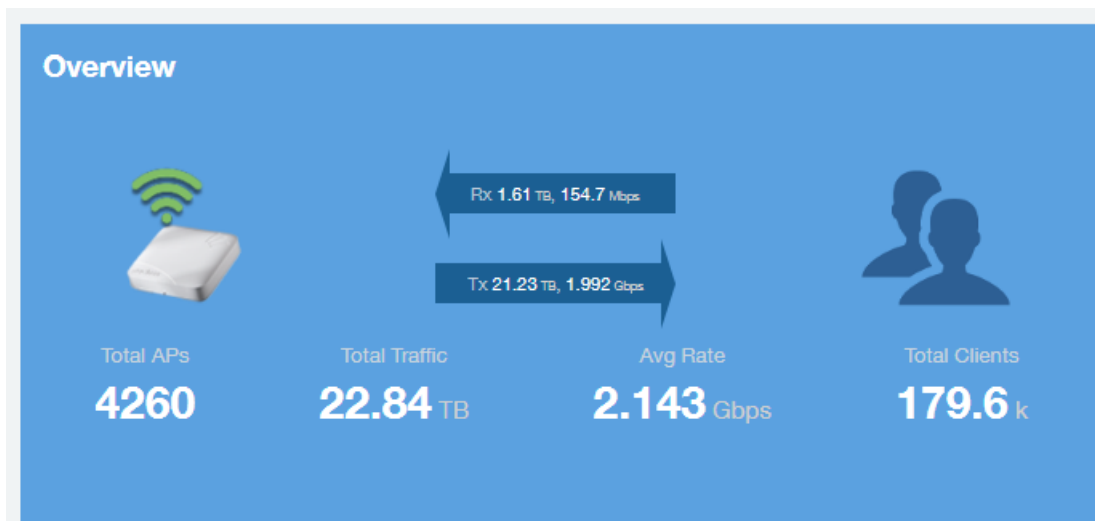 Overview
Rx 1.61 TB, 154.7 Mbps
Tx 21.23 TB, 1.992 Gbps
Total APs
Total Traffic
Avg Rate
Total Clients
4260
22.84 TB
2.143 Gbps
179.6 k